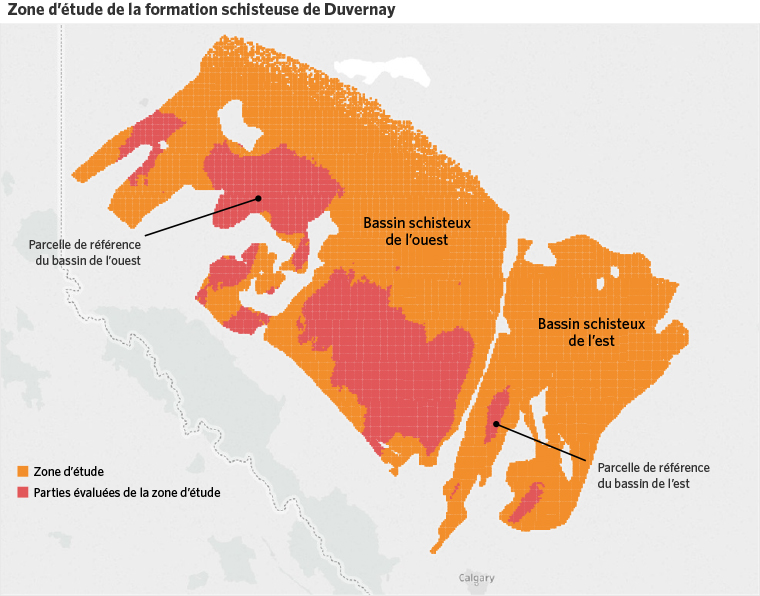 Zone d'étude de la formation schisteuse de Duvernay
Bassin schisteux
de l'ouest
Parcelle de référence
du bassin de l'ouest
Bassin schisteux
de l'est
Zone d'étude
Parties évaluées de la zone d'étude
Parcelle de référence
du bassin de l'est
Calgary